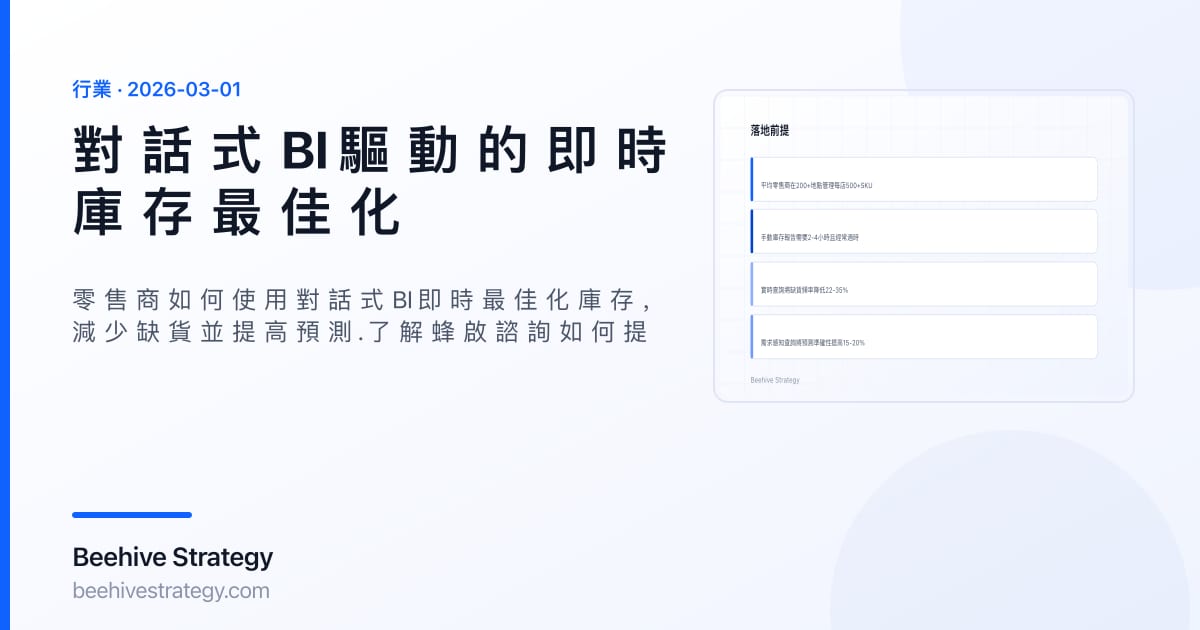 行業 · 2026-03-01
對話式BI驅動的即時
庫存最佳化
零售商如何使用對話式BI即時最佳化庫存,
減少缺貨並提高預測.了解蜂啟諮詢如何提
落地前提
平均零售商在200+地點管理每店500+SKU
手動庫存報告需要2-4小時且經常過時
實時查詢將缺貨頻率降低22-35%
需求感知查詢將預測準確性提高15-20%
Beehive Strategy
Beehive Strategy
beehivestrategy.com